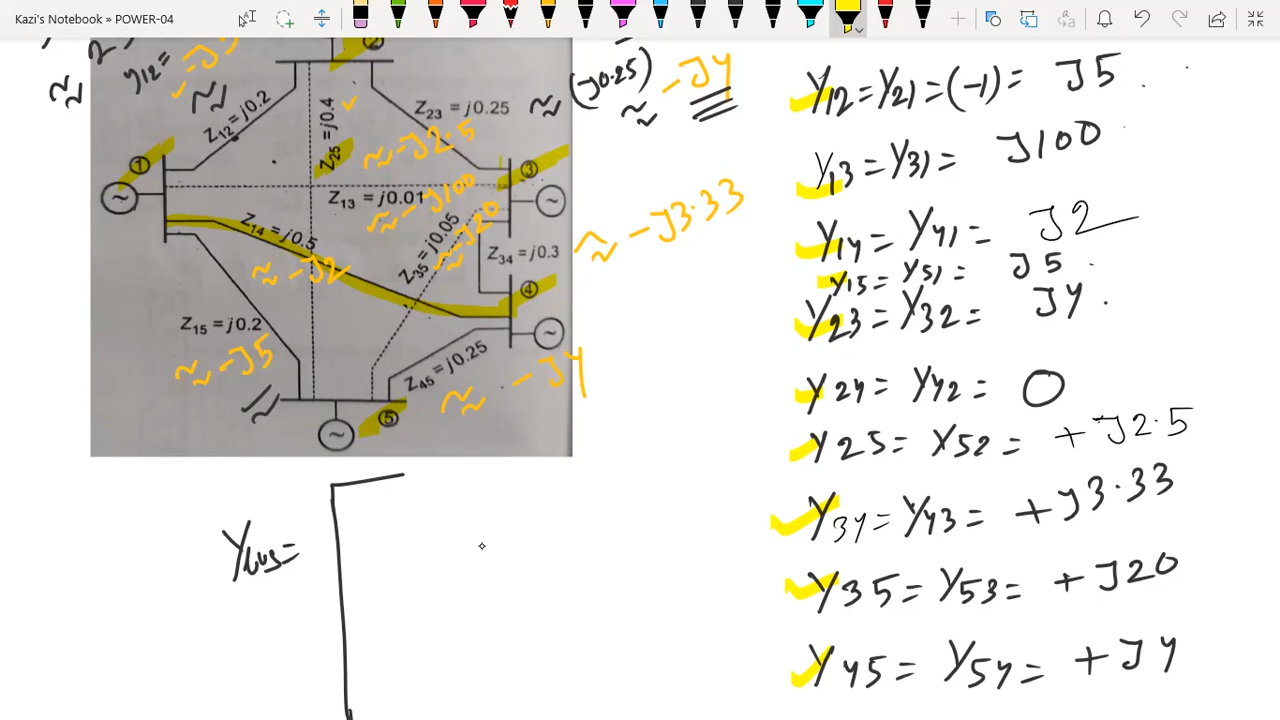 Kazi's Notebook » POWER-04
②
y12=
(J0.25)
≈ -J4
≈
≈
≈
≈
Z12=j0.2
Z25=j0.4
Z23=j0.25
≈ -J2.5
①
③
Z13=j0.01
≈ -J100
Z14=j0.5
≈ -J2
Z35=j0.05
≈ -J20
Z34=j0.3
≈ -J3.33
④
Z15=j0.2
≈ -J5
Z45=j0.25
≈ -J4
⑤
Ybus=
Y12=Y21=(-1)= J5
Y13=Y31= J100
Y14=Y41= J2
Y15=Y51= J5
Y23=Y32= J4
Y24=Y42= 0
Y25=Y52= +J2.5
Y34=Y43= +J3.33
Y35=Y53= +J20
Y45=Y54= +J4